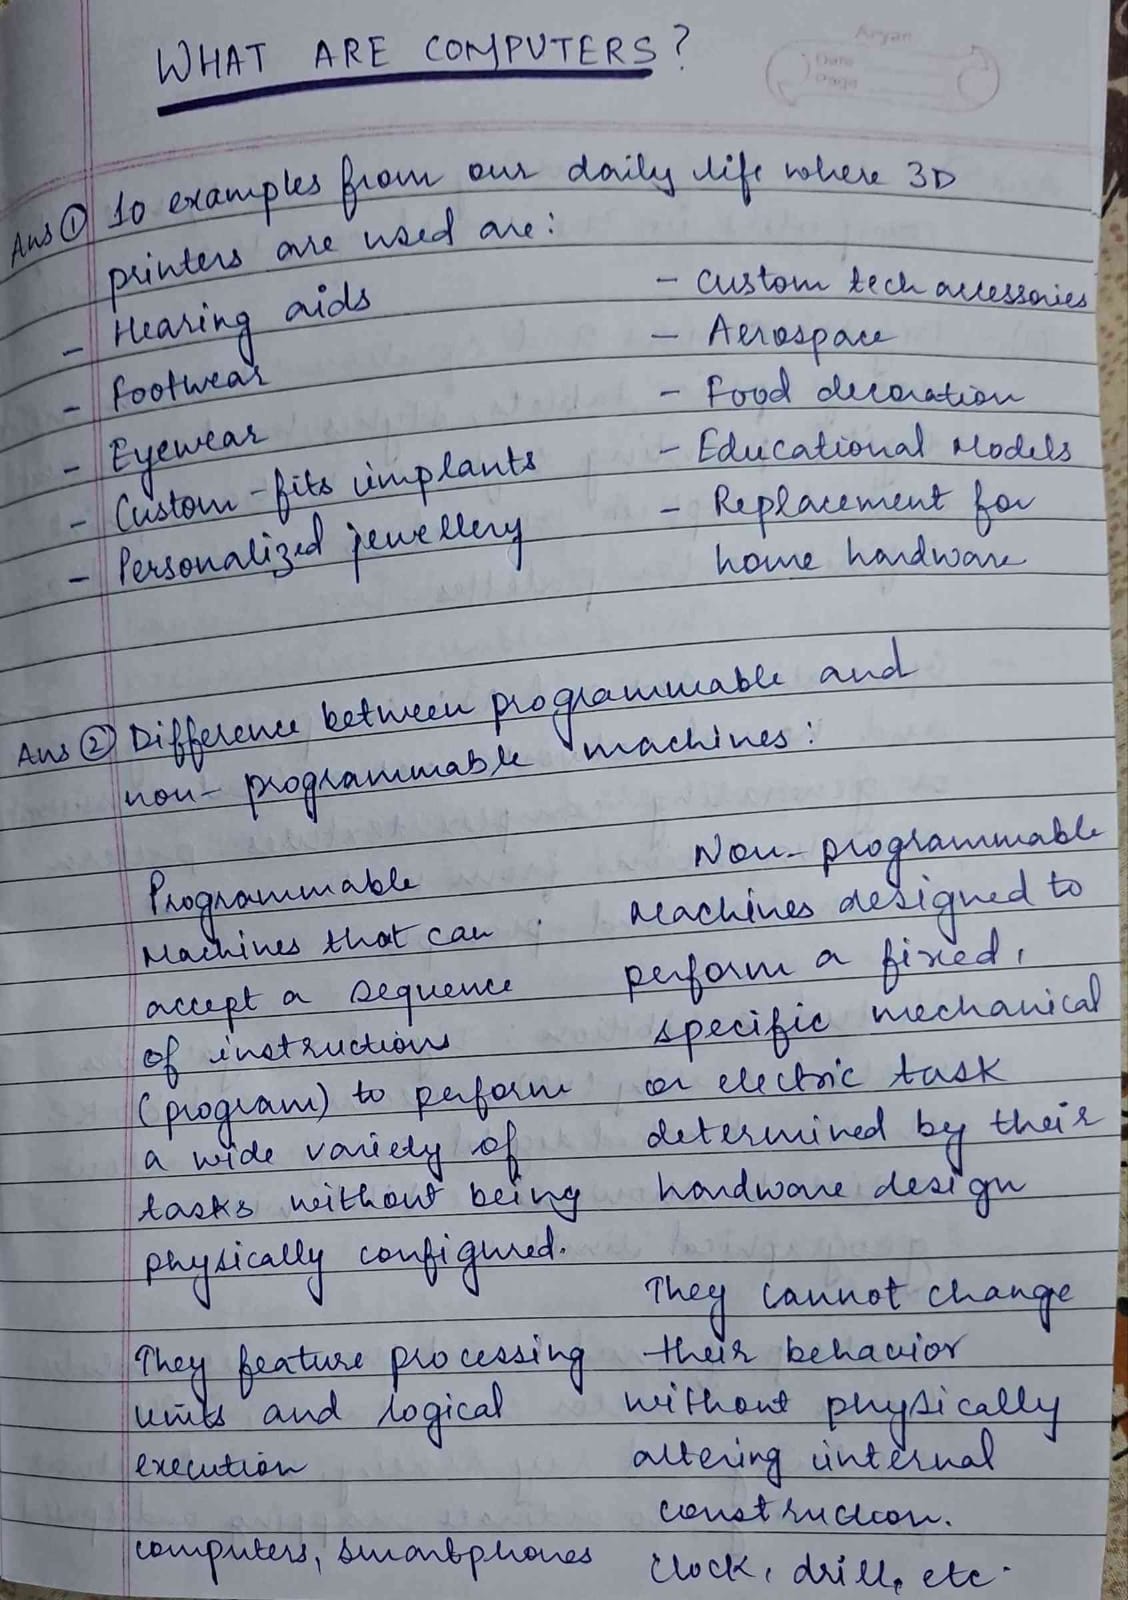 Aryan
Date
Page
WHAT ARE COMPUTERS?
Ans ① 10 examples from our daily life where 3D
printers are used are:
- Hearing aids
- Footwear
- Eyewear
- Custom-fits implants
- Personalized jewellery
- Custom tech accessories
- Aerospace
- Food decoration
- Educational Models
- Replacement for
home hardware
Ans ② Difference between programmable and
non-programmable machines:
Programmable
Machines that can
accept a sequence
of instructions
(program) to perform
a wide variety of
tasks without being
physically configured.
They feature processing
units and logical
execution
computers, smartphones
Non-programmable
Machines designed to
perform a fixed,
specific mechanical
or electric task
determined by their
hardware design
They cannot change
their behavior
without physically
altering internal
construction.
Clock, drill, etc.